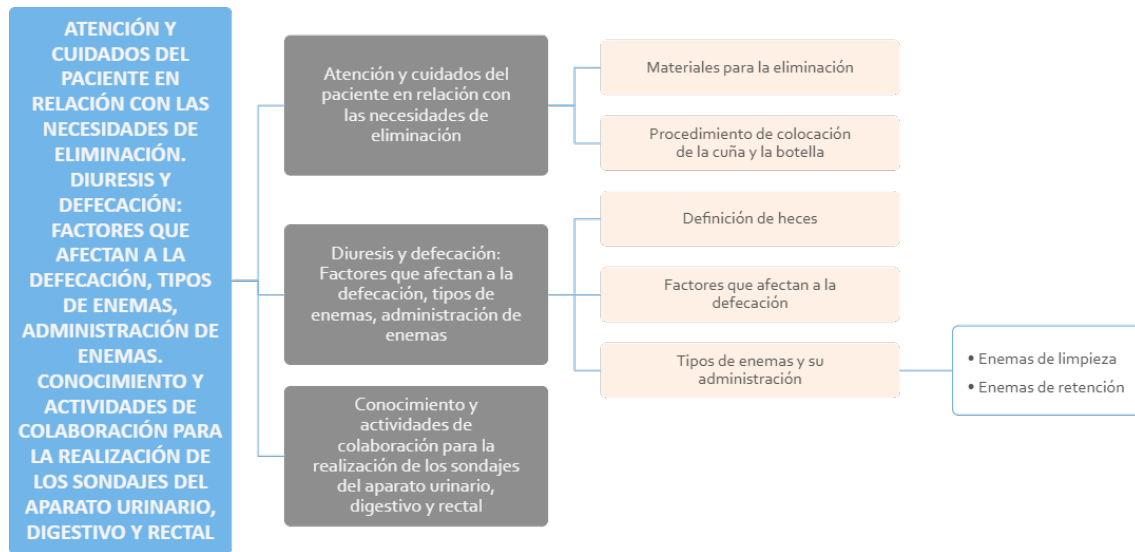 ATENCIÓN Y
CUIDADOS DEL
PACIENTE EN
RELACIÓN CON LAS
NECESIDADES DE
ELIMINACIÓN.
DIURESIS Y
DEFECACIÓN:
FACTORES QUE
AFECTAN A LA
DEFECACIÓN, TIPOS
DE ENEMAS,
ADMINISTRACIÓN DE
ENEMAS.
CONOCIMIENTO Y
ACTIVIDADES DE
COLABORACIÓN PARA
LA REALIZACIÓN DE
LOS SONDAJES DEL
APARATO URINARIO,
DIGESTIVO Y RECTAL
Atención y cuidados del
paciente en relación con
las necesidades de
eliminación
Materiales para la eliminación
Procedimiento de colocación
de la cuña y la botella
Diuresis y defecación:
Factores que afectan a la
defecación, tipos de
enemas, administración de
enemas
Definición de heces
Factores que afectan a la
defecación
Tipos de enemas y su
administración
• Enemas de limpieza
• Enemas de retención
Conocimiento y
actividades de
colaboración para la
realización de los sondajes
del aparato urinario,
digestivo y rectal